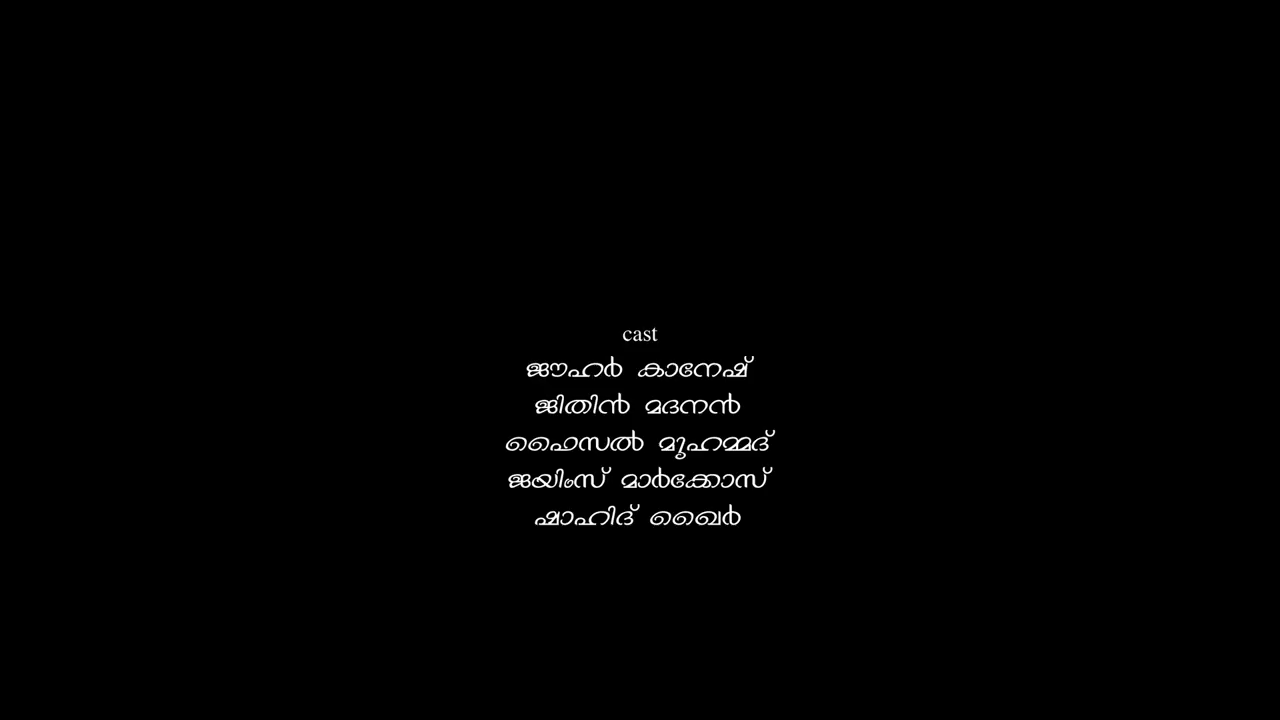 cast
ജൗഹർ കാനേഷ്
ജിതിൻ മദനൻ
ഫൈസൽ മുഹമ്മദ്
ജയിംസ് മാർക്കോസ്
ഷാഹിദ് ഖൈർ